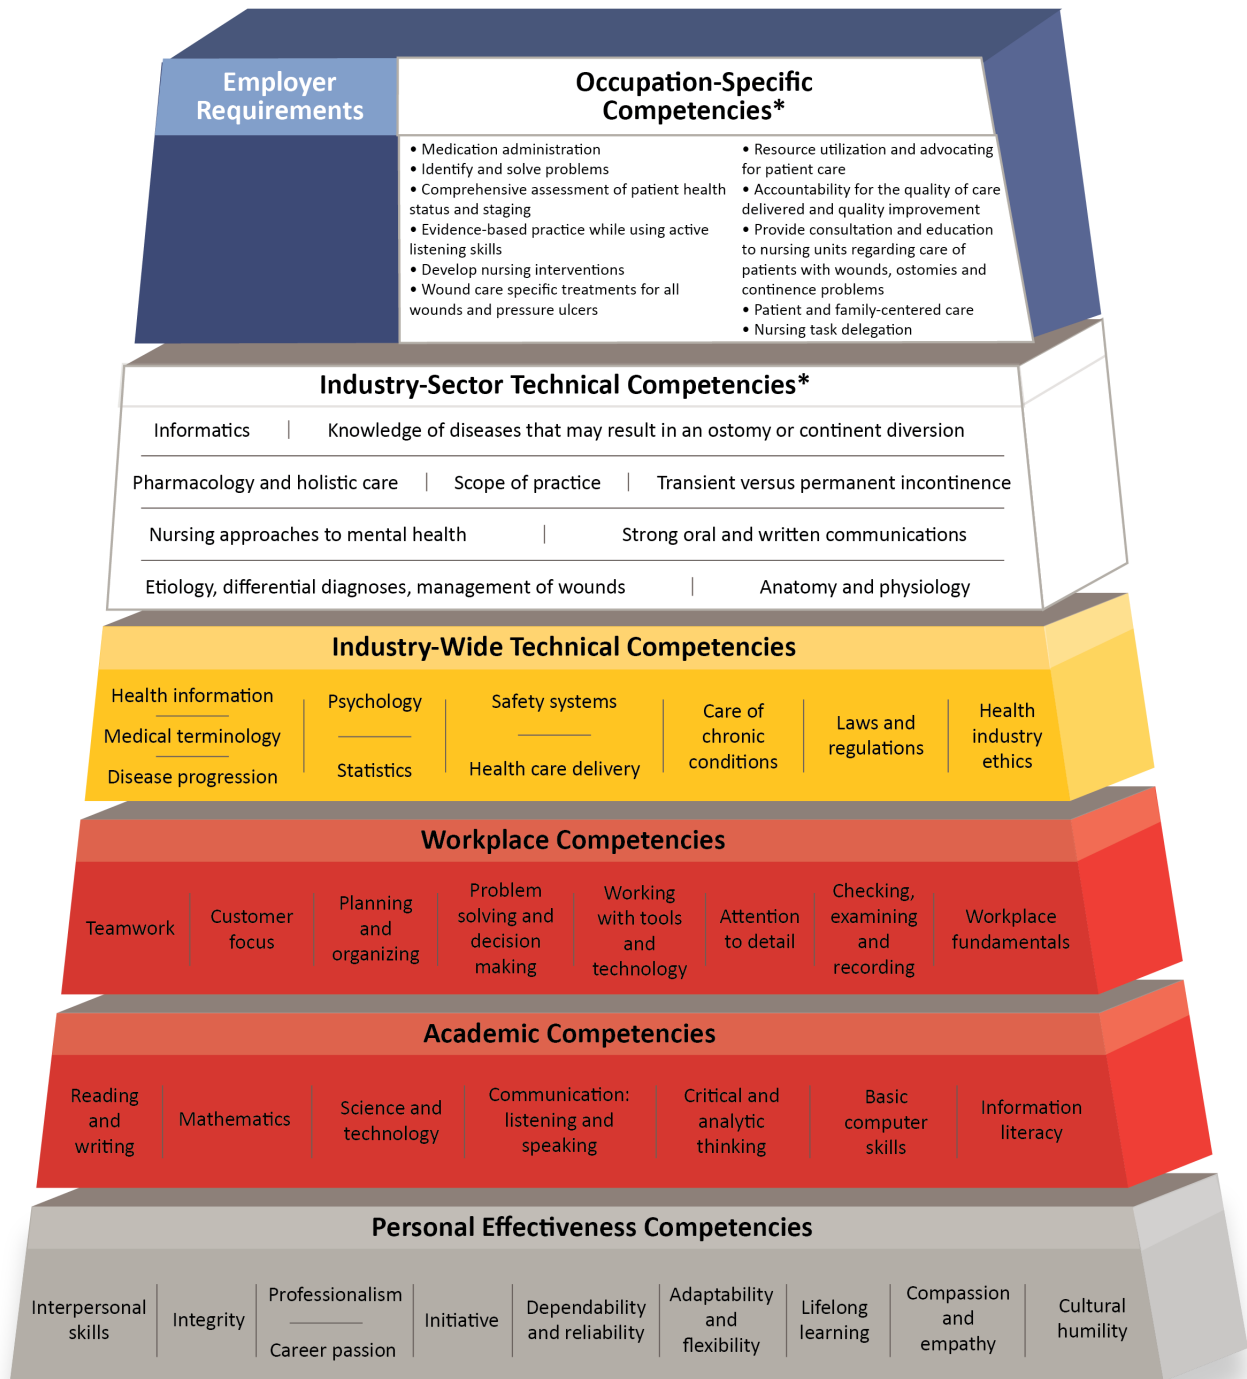 Employer
Requirements
Occupation-Specific
Competencies*
• Medication administration
• Identify and solve problems
• Comprehensive assessment of patient health
status and staging
• Evidence-based practice while using active
listening skills
• Develop nursing interventions
• Wound care specific treatments for all
wounds and pressure ulcers
• Resource utilization and advocating
for patient care
• Accountability for the quality of care
delivered and quality improvement
• Provide consultation and education
to nursing units regarding care of
patients with wounds, ostomies and
continence problems
• Patient and family-centered care
• Nursing task delegation
Industry-Sector Technical Competencies*
Informatics
Knowledge of diseases that may result in an ostomy or continent diversion
Pharmacology and holistic care
Scope of practice
Transient versus permanent incontinence
Nursing approaches to mental health
Strong oral and written communications
Etiology, differential diagnoses, management of wounds
Anatomy and physiology
Industry-Wide Technical Competencies
Health information
Medical terminology
Disease progression
Psychology
Statistics
Safety systems
Health care delivery
Care of
chronic
conditions
Laws and
regulations
Health
industry
ethics
Workplace Competencies
Teamwork
Customer
focus
Planning
and
organizing
Problem
solving and
decision
making
Working
with tools
and
technology
Attention
to detail
Checking,
examining
and
recording
Workplace
fundamentals
Academic Competencies
Reading
and
writing
Mathematics
Science and
technology
Communication:
listening and
speaking
Critical and
analytic
thinking
Basic
computer
skills
Information
literacy
Personal Effectiveness Competencies
Interpersonal
skills
Integrity
Professionalism
Career passion
Initiative
Dependability
and reliability
Adaptability
and
flexibility
Lifelong
learning
Compassion
and
empathy
Cultural
humility